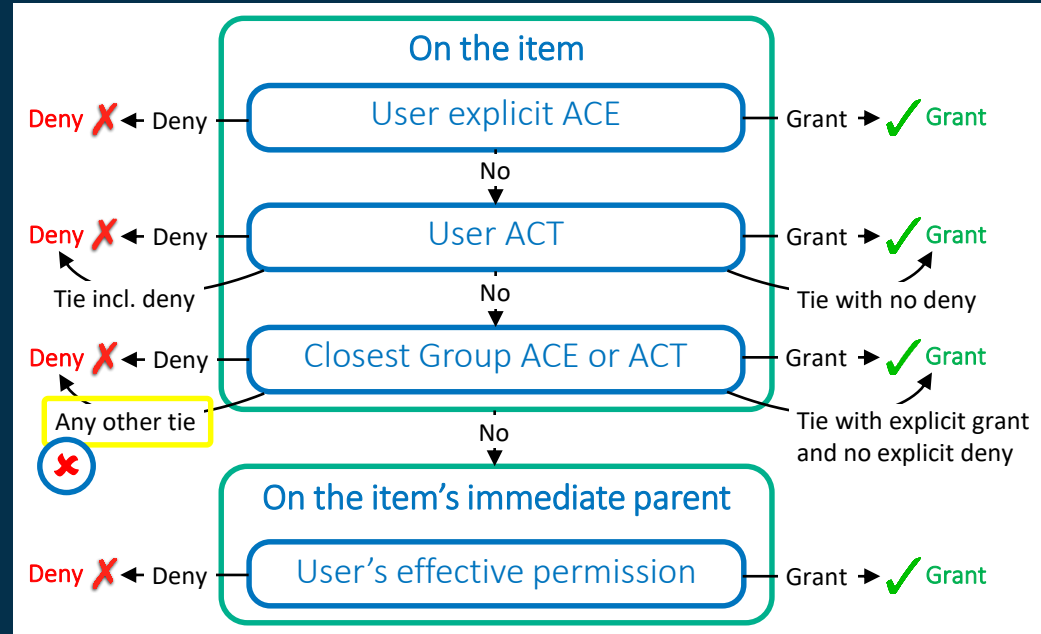 On the item
User explicit ACE
Deny
Deny
Grant
Grant
No
User ACT
Deny
Deny
Grant
Grant
Tie incl. deny
No
Tie with no deny
Closest Group ACE or ACT
Deny
Deny
Grant
Grant
Any other tie
No
Tie with explicit grant
and no explicit deny
On the item's immediate parent
User's effective permission
Deny
Deny
Grant
Grant